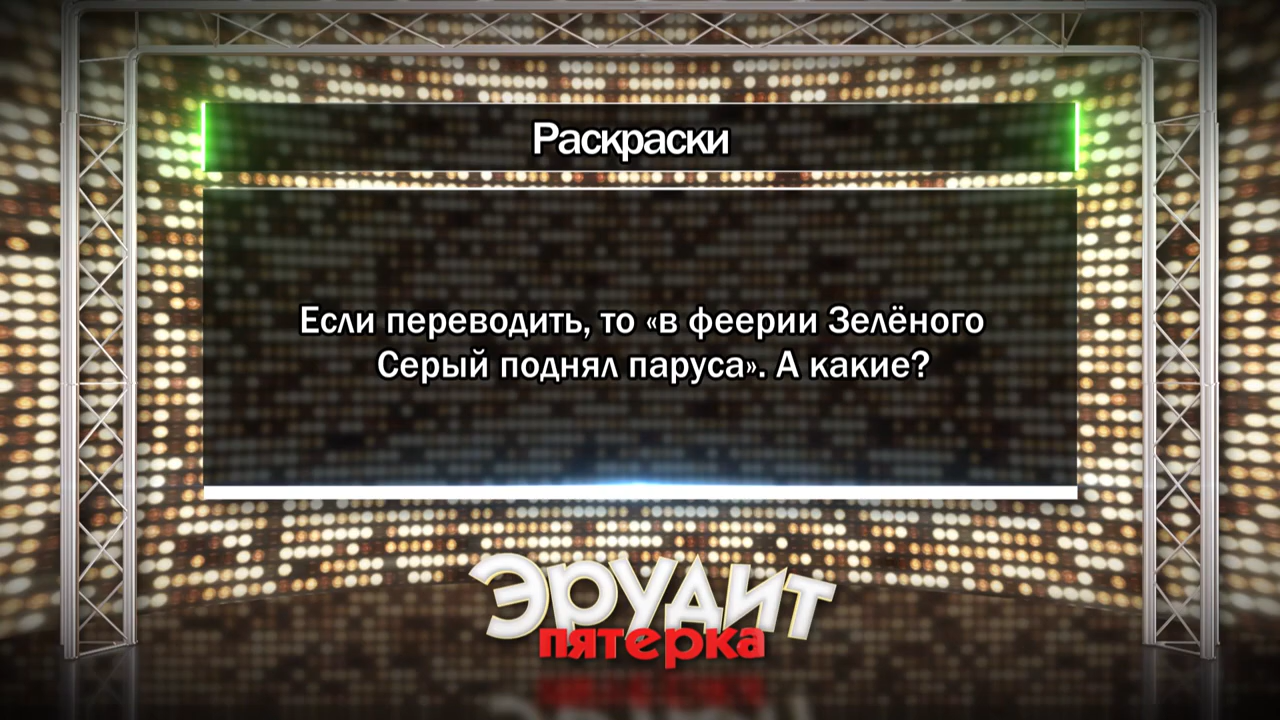 Раскраски
Если переводить, то «в феерии Зелёного
Серый поднял паруса». А какие?
Эрудит
пятерка